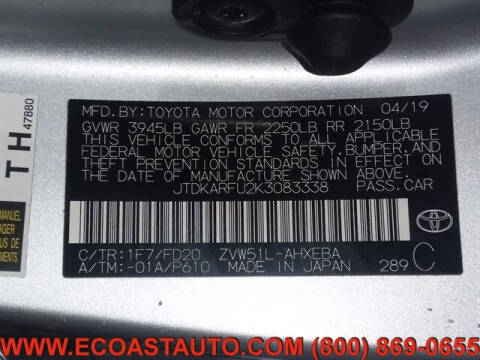 47880
TH
MANUEL
MFD. BY: TOYOTA MOTOR CORPORATION 04/19
GVWR 3945LB GAWR FR 2250LB RR 2150LB
THIS VEHICLE CONFORMS TO ALL APPLICABLE
FEDERAL MOTOR VEHICLE SAFETY, BUMPER, AND
THEFT PREVENTION STANDARDS IN EFFECT ON
THE DATE OF MANUFACTURE SHOWN ABOVE.
JTDKARFU2K3083338 PASS. CAR
TOYOTA
C/TR: 1F7/FD20 ZVW51L-AHXEBA
A/TM: -01A/P610 MADE IN JAPAN 289 C
WWW.ECOASTAUTO.COM (800) 869-0655